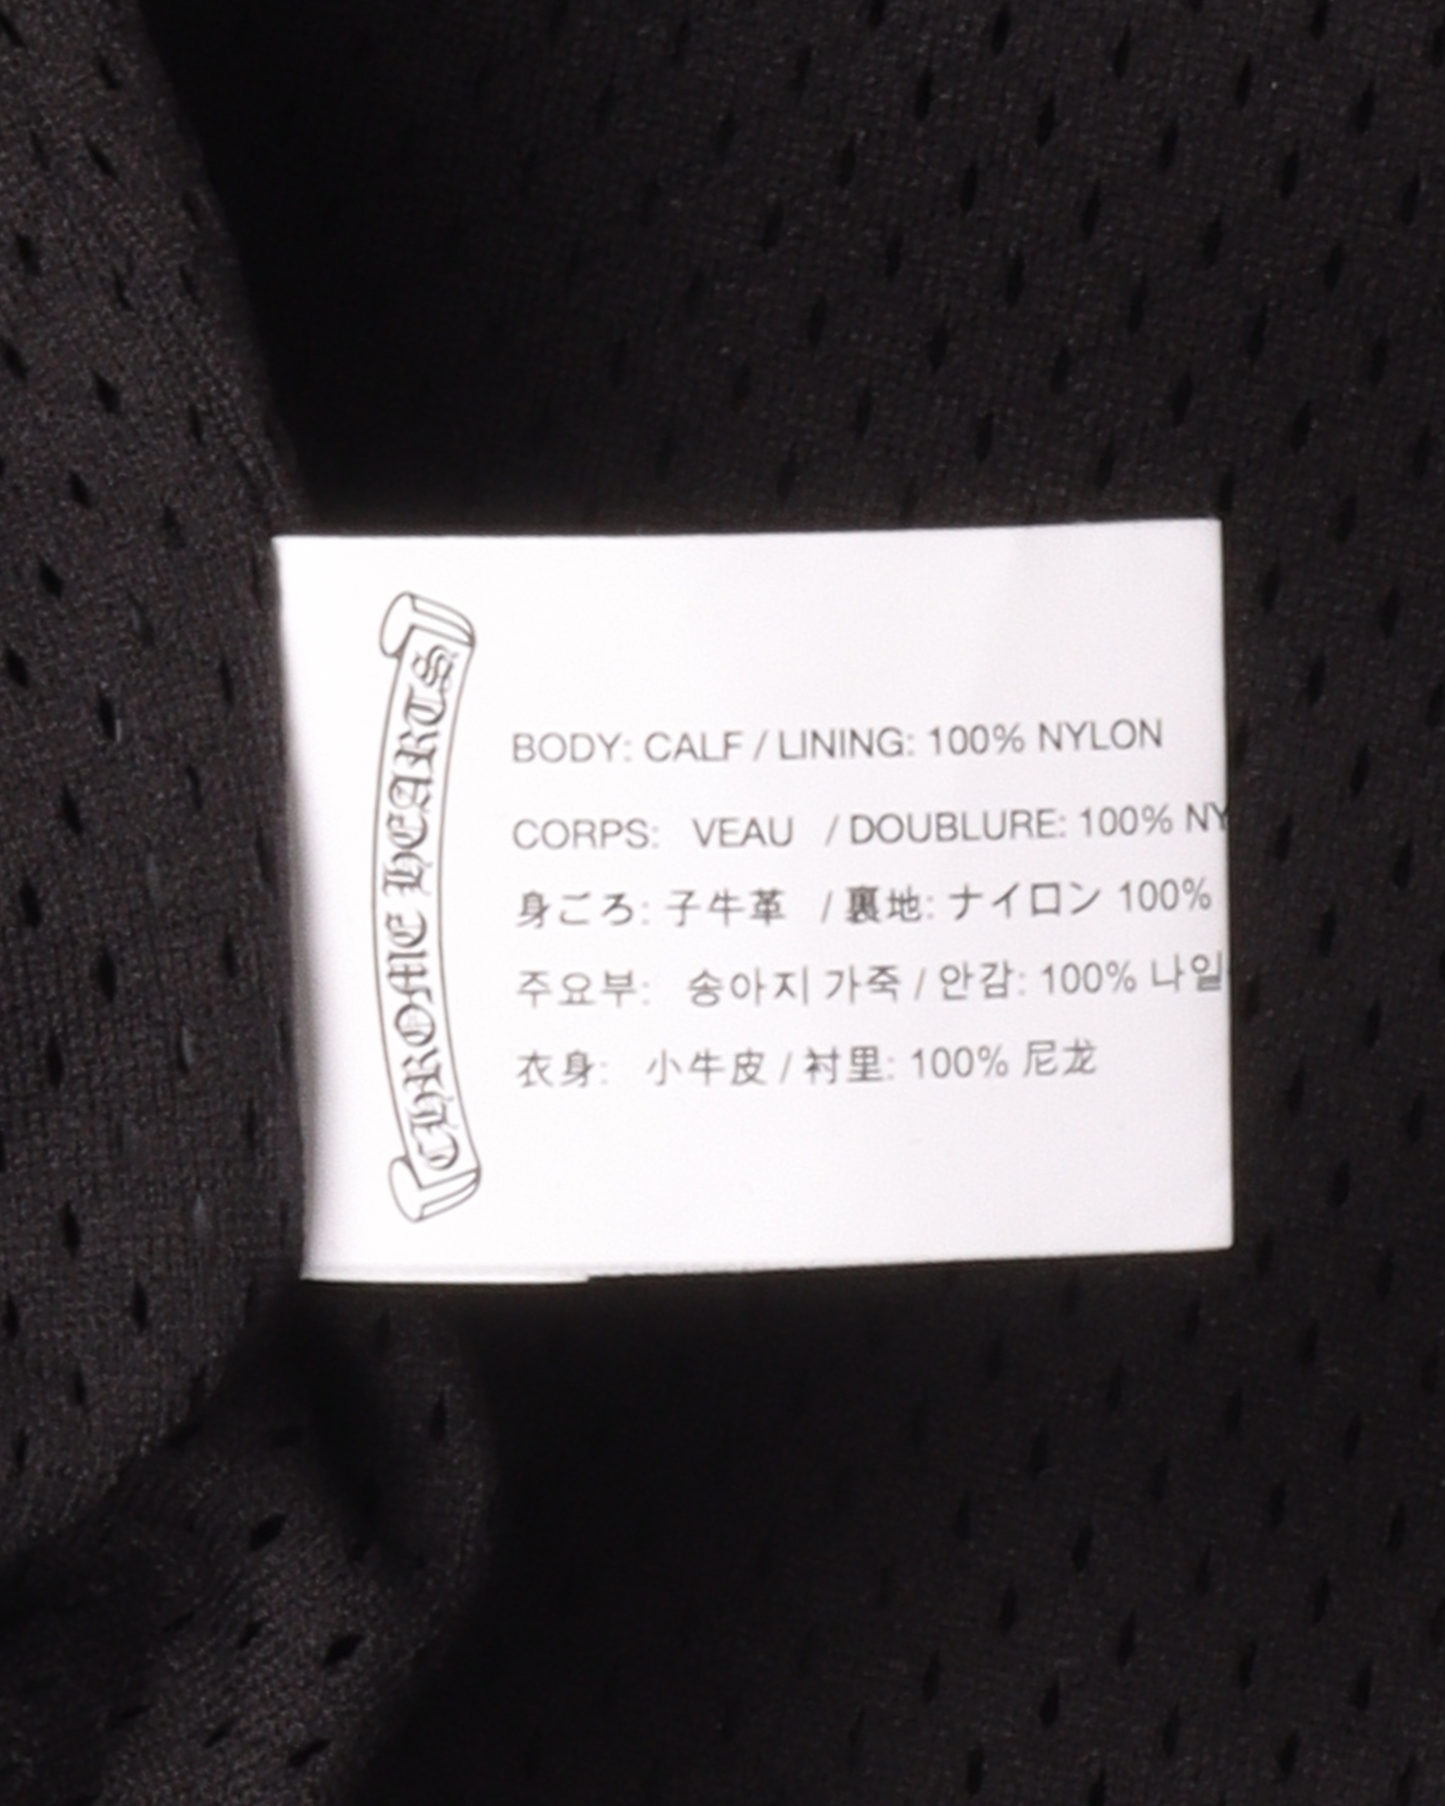 CHROME HEARTS
BODY: CALF / LINING: 100% NYLON
CORPS: VEAU / DOUBLURE: 100% NY
身ごろ: 子牛革 / 裏地: ナイロン 100%
주요부: 송아지 가죽 / 안감: 100% 나일
衣身: 小牛皮 / 衬里: 100% 尼龙